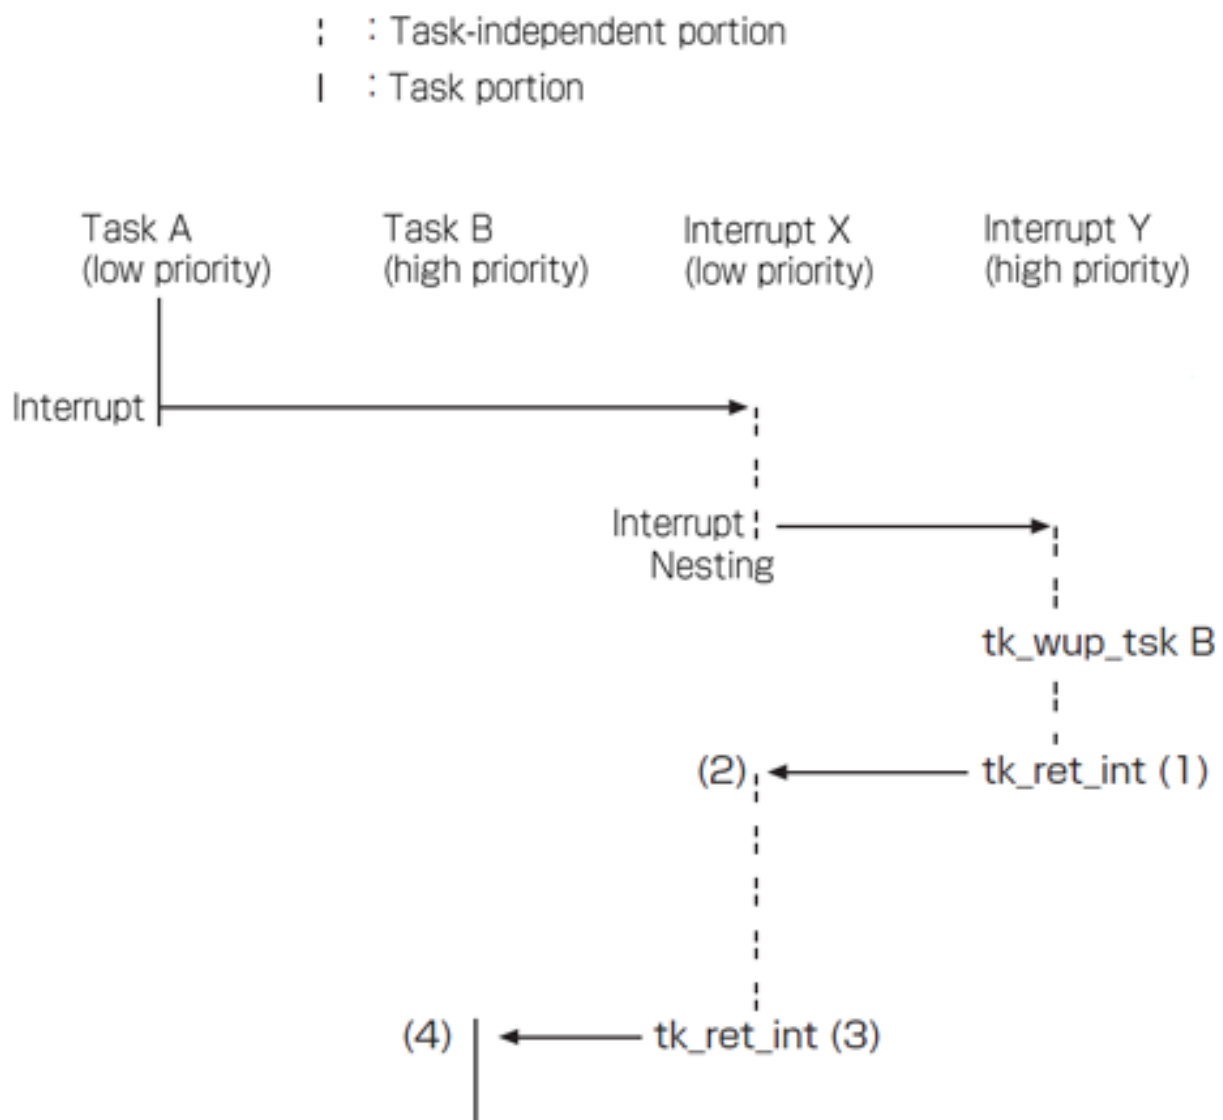 : Task-independent portion
: Task portion
Task A
(low priority)
Task B
(high priority)
Interrupt X
(low priority)
Interrupt Y
(high priority)
Interrupt
Interrupt
Nesting
tk_wup_tsk B
(2)
tk_ret_int (1)
(4)
tk_ret_int (3)